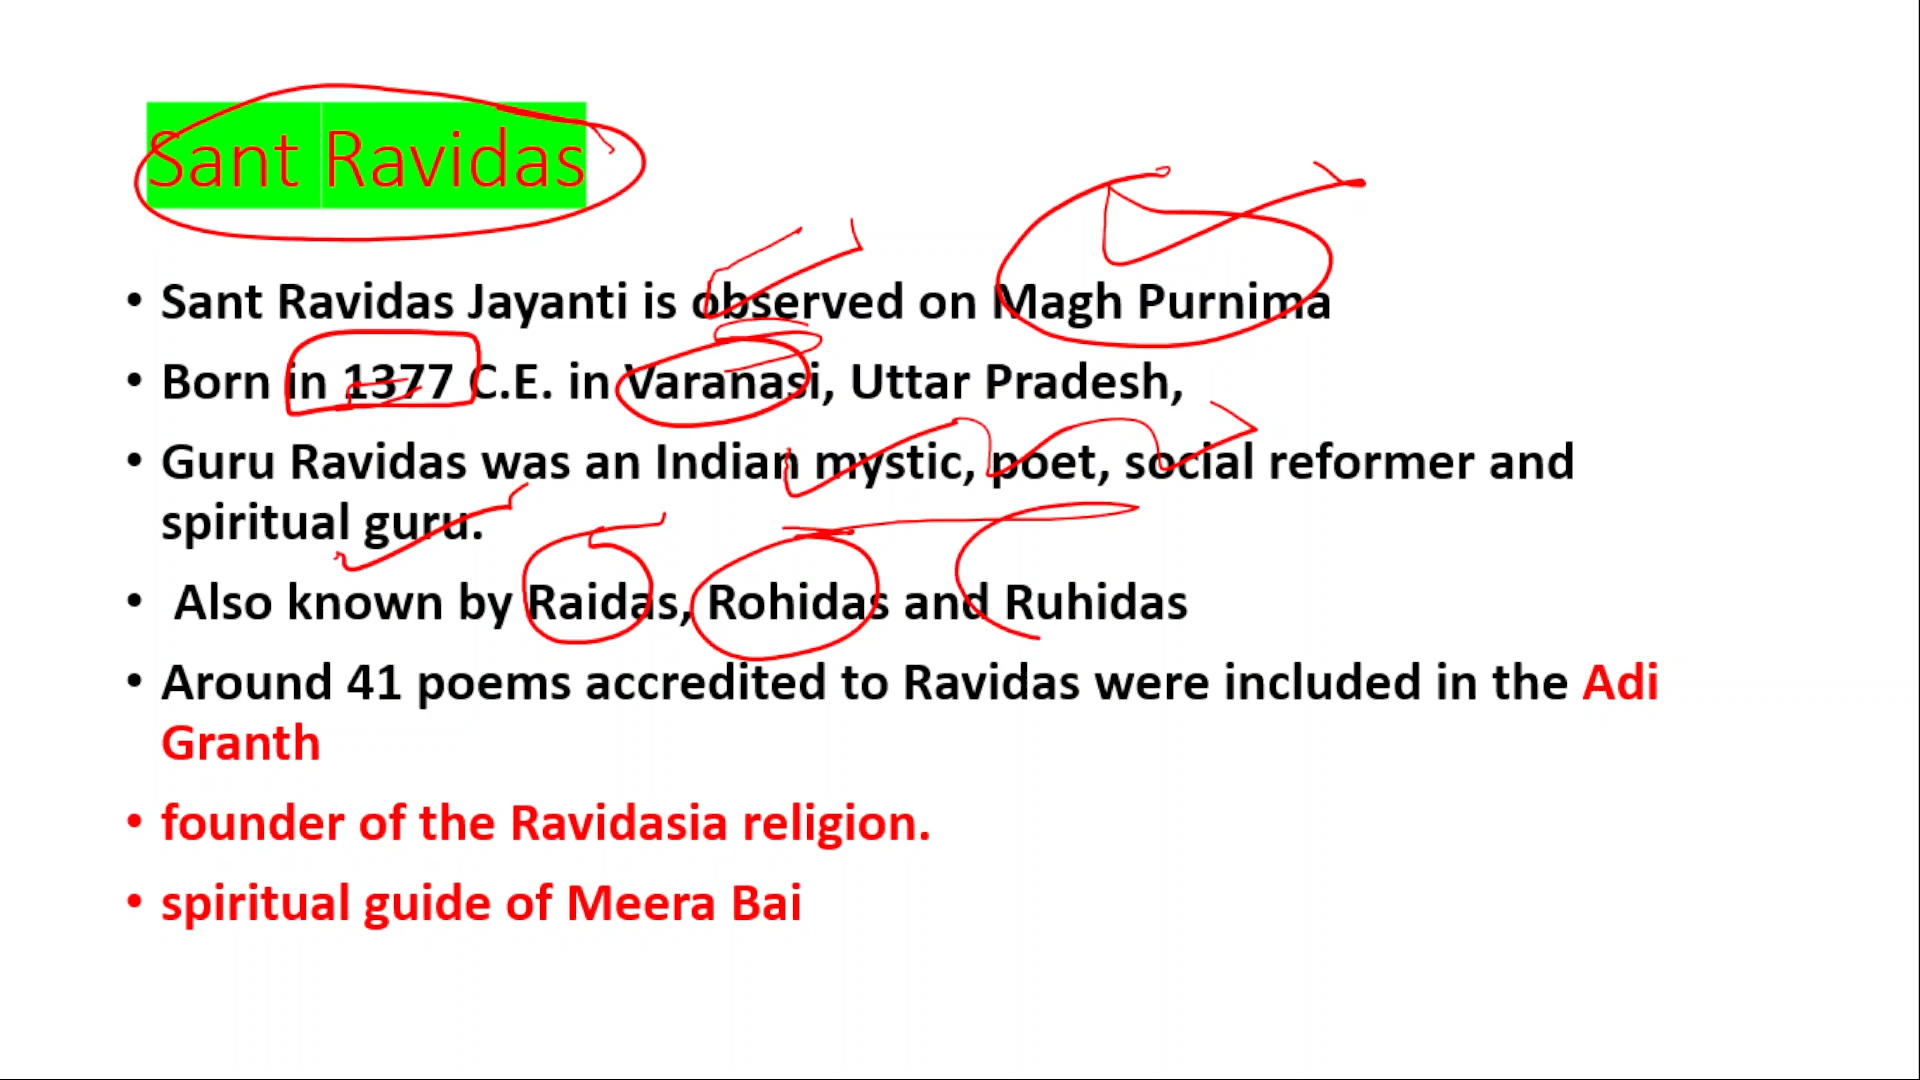 Sant Ravidas
• Sant Ravidas Jayanti is observed on Magh Purnima
• Born in 1377 C.E. in Varanasi, Uttar Pradesh,
• Guru Ravidas was an Indian mystic, poet, social reformer and
spiritual guru.
• Also known by Raidas, Rohidas and Ruhidas
• Around 41 poems accredited to Ravidas were included in the Adi
Granth
• founder of the Ravidasia religion.
• spiritual guide of Meera Bai